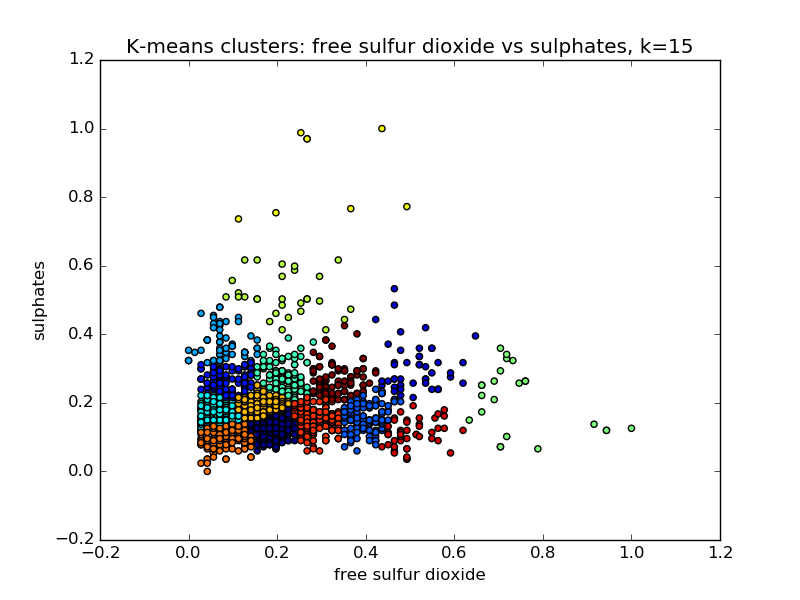 K-means clusters: free sulfur dioxide vs sulphates, k=15
1.2
1.0
0.8
0.6
0.4
0.2
0.0
−0.2
sulphates
−0.2 0.0 0.2 0.4 0.6 0.8 1.0 1.2
free sulfur dioxide